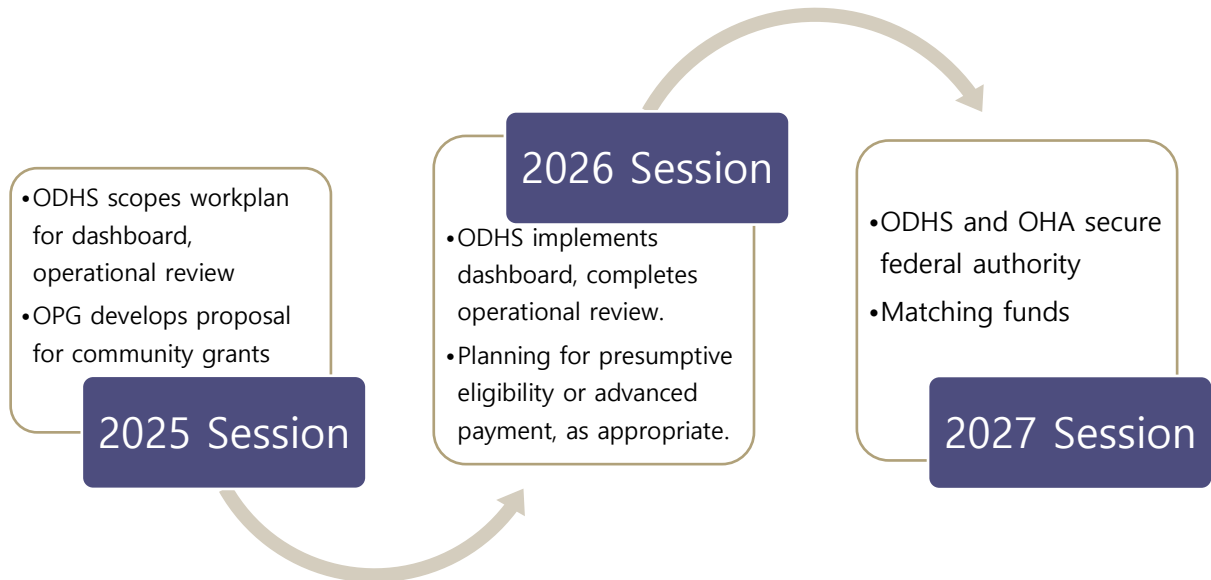 •ODHS scopes workplan
for dashboard,
operational review
•OPG develops proposal
for community grants
2025 Session
2026 Session
•ODHS implements
dashboard, completes
operational review.
•Planning for presumptive
eligibility or advanced
payment, as appropriate.
•ODHS and OHA secure
federal authority
•Matching funds
2027 Session